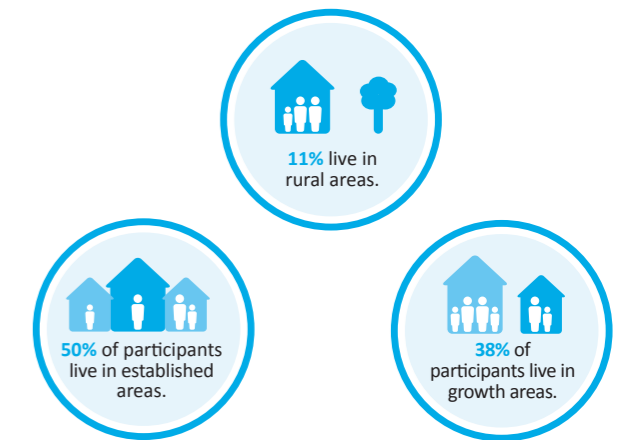 11% live in
rural areas.
50% of participants
live in established
areas.
38% of
participants live in
growth areas.